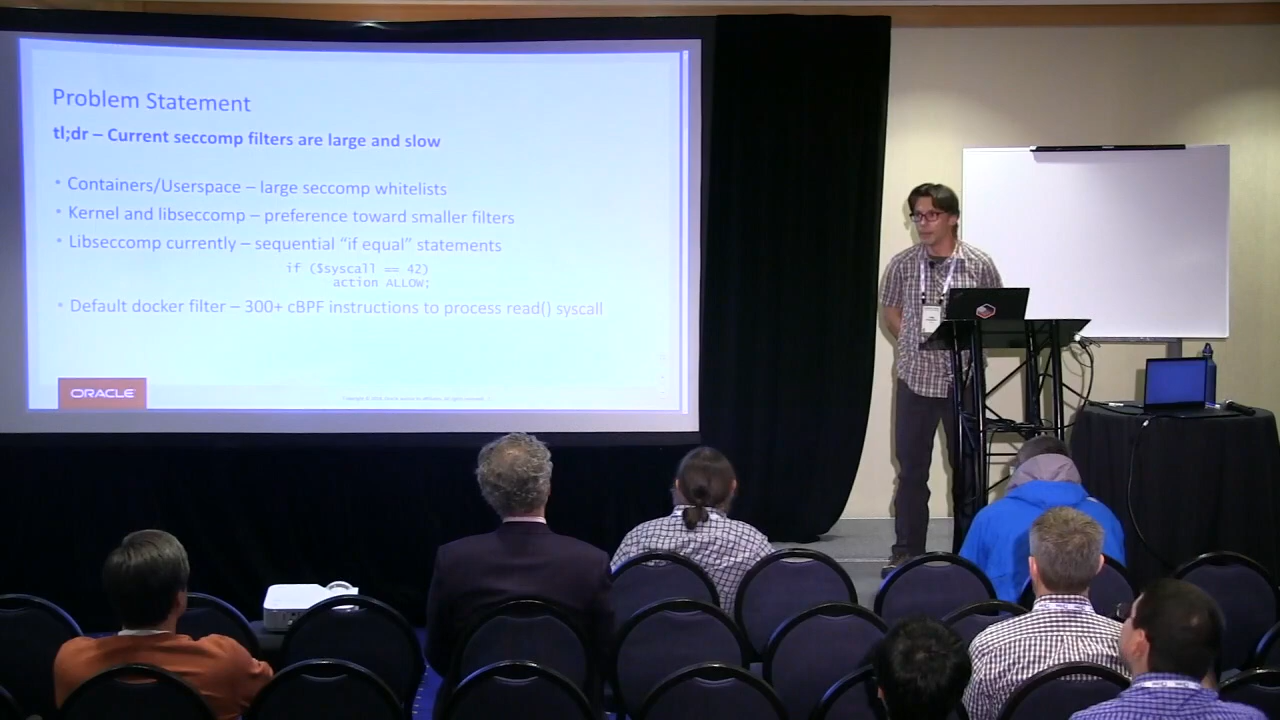 Problem Statement
tl;dr – Current seccomp filters are large and slow
• Containers/Userspace – large seccomp whitelists
• Kernel and libseccomp – preference toward smaller filters
• Libseccomp currently – sequential “if equal” statements
if ($syscall == 42)
action ALLOW;
• Default docker filter – 300+ cBPF instructions to process read() syscall
ORACLE